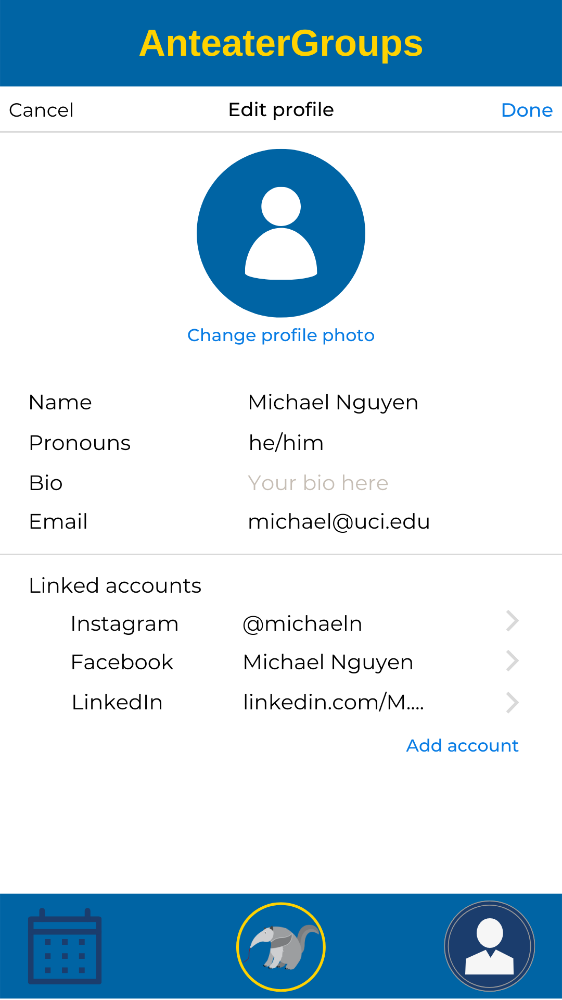 AnteaterGroups
Cancel Edit profile Done
Change profile photo
Name Michael Nguyen
Pronouns he/him
Bio Your bio here
Email michael@uci.edu
Linked accounts
Instagram @michaeln
Facebook Michael Nguyen
LinkedIn linkedin.com/M....
Add account